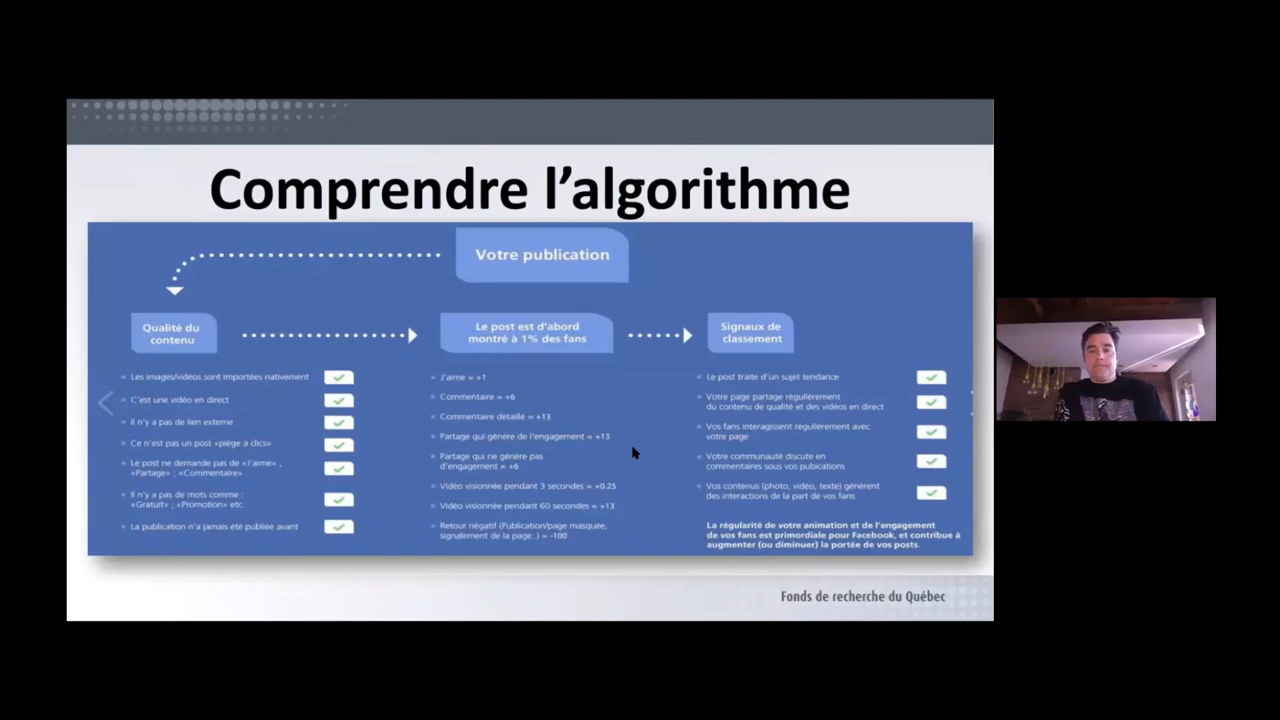 Comprendre l'algorithme
Votre publication
Qualité du
contenu
Les images/vidéos sont importées nativement
C'est une vidéo en direct
Il n'y a pas de lien externe
Ce n'est pas un post «piège à clics»
Le post ne demande pas de «J'aime» ;
«Partage» ; «Commentaire»
Il n'y a pas de mots comme :
«Gratuit» ; «Promotion» etc.
La publication n'a jamais été publiée avant
Le post est d'abord
montré à 1% des fans
J'aime = +1
Commentaire = +6
Commentaire détaillé = +13
Partage qui génère de l'engagement = +13
Partage qui ne génère pas
d'engagement = +6
Vidéo visionnée pendant 3 secondes = +0.25
Vidéo visionnée pendant 60 secondes = +13
Retour négatif (Publication/page masquée,
signalement de la page..) = -100
Signaux de
classement
Le post traite d'un sujet tendance
Votre page partage régulièrement
du contenu de qualité et des vidéos en direct
Vos fans interagissent régulièrement avec
votre page
Votre communauté discute en
commentaires sous vos pubications
Vos contenus (photo, vidéo, texte) génèrent
des interactions de la part de vos fans
La régularité de votre animation et de l'engagement
de vos fans est primordiale pour Facebook, et contribue à
augmenter (ou diminuer) la portée de vos posts.
Fonds de recherche du Québec